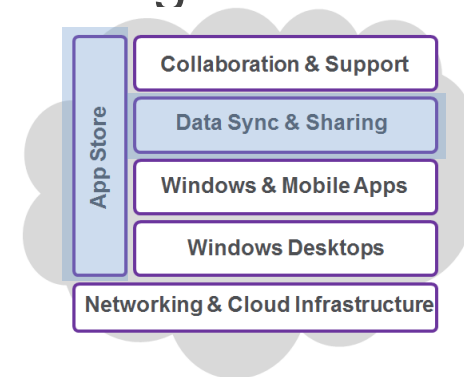 Collaboration & Support
App Store
Data Sync & Sharing
Windows & Mobile Apps
Windows Desktops
Networking & Cloud Infrastructure